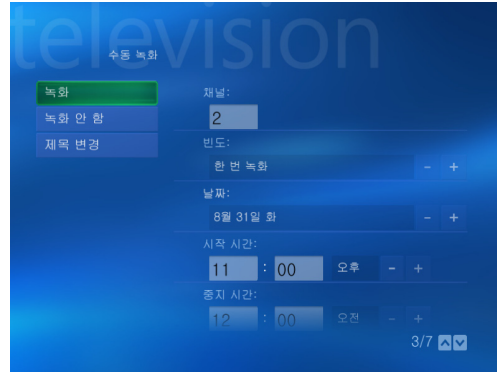 television
수동 녹화
녹화
녹화 안 함
제목 변경
채널:
2
빈도:
한 번 녹화 - +
날짜:
8월 31일 화 - +
시작 시간:
11 : 00 오후 - +
중지 시간:
12 : 00 오전 - +
3/7